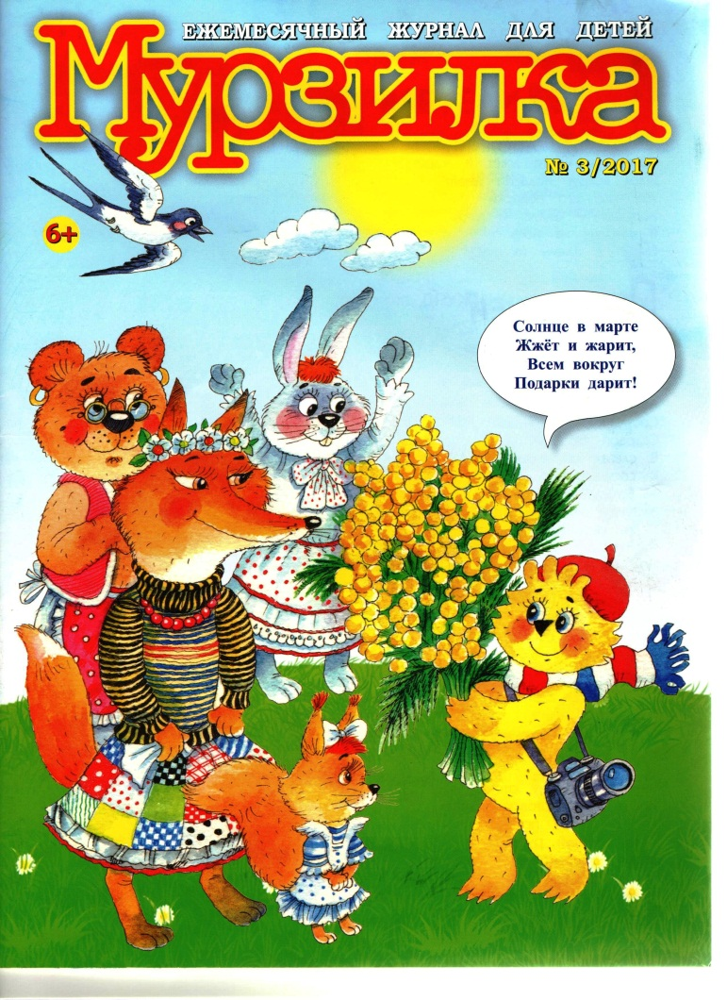 ЕЖЕМЕСЯЧНЫЙ ЖУРНАЛ ДЛЯ ДЕТЕЙ
Мурзилка
№ 3/2017
6+
Солнце в марте
Жжёт и жарит,
Всем вокруг
Подарки дарит!